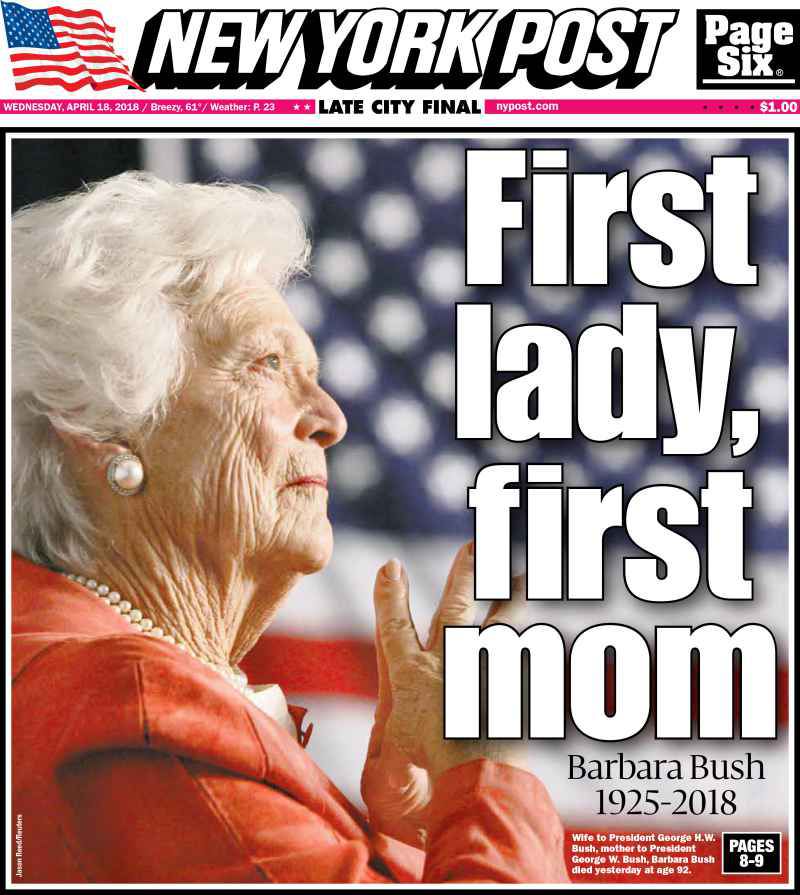 NEW YORK POST
Page
Six®
WEDNESDAY, APRIL 18, 2018 / Breezy, 61°/ Weather: P. 23 ★ ★ LATE CITY FINAL nypost.com $1.00
First
lady,
first
mom
Barbara Bush
1925-2018
Wife to President George H.W.
Bush, mother to President
George W. Bush, Barbara Bush
died yesterday at age 92.
PAGES
8-9
Jason Reed/Reuters